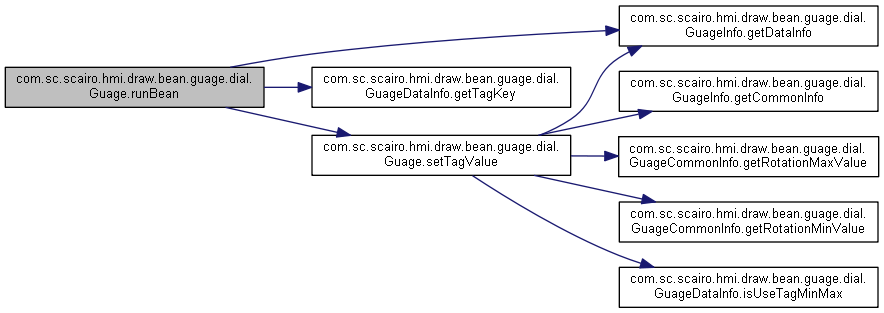 com.sc.scairo.hmi.draw.bean.guage.dial.
Guage.runBean
com.sc.scairo.hmi.draw.bean.guage.dial.
GuageDataInfo.getTagKey
com.sc.scairo.hmi.draw.bean.guage.dial.
Guage.setTagValue
com.sc.scairo.hmi.draw.bean.guage.dial.
GuageInfo.getDataInfo
com.sc.scairo.hmi.draw.bean.guage.dial.
GuageInfo.getCommonInfo
com.sc.scairo.hmi.draw.bean.guage.dial.
GuageCommonInfo.getRotationMaxValue
com.sc.scairo.hmi.draw.bean.guage.dial.
GuageCommonInfo.getRotationMinValue
com.sc.scairo.hmi.draw.bean.guage.dial.
GuageDataInfo.isUseTagMinMax